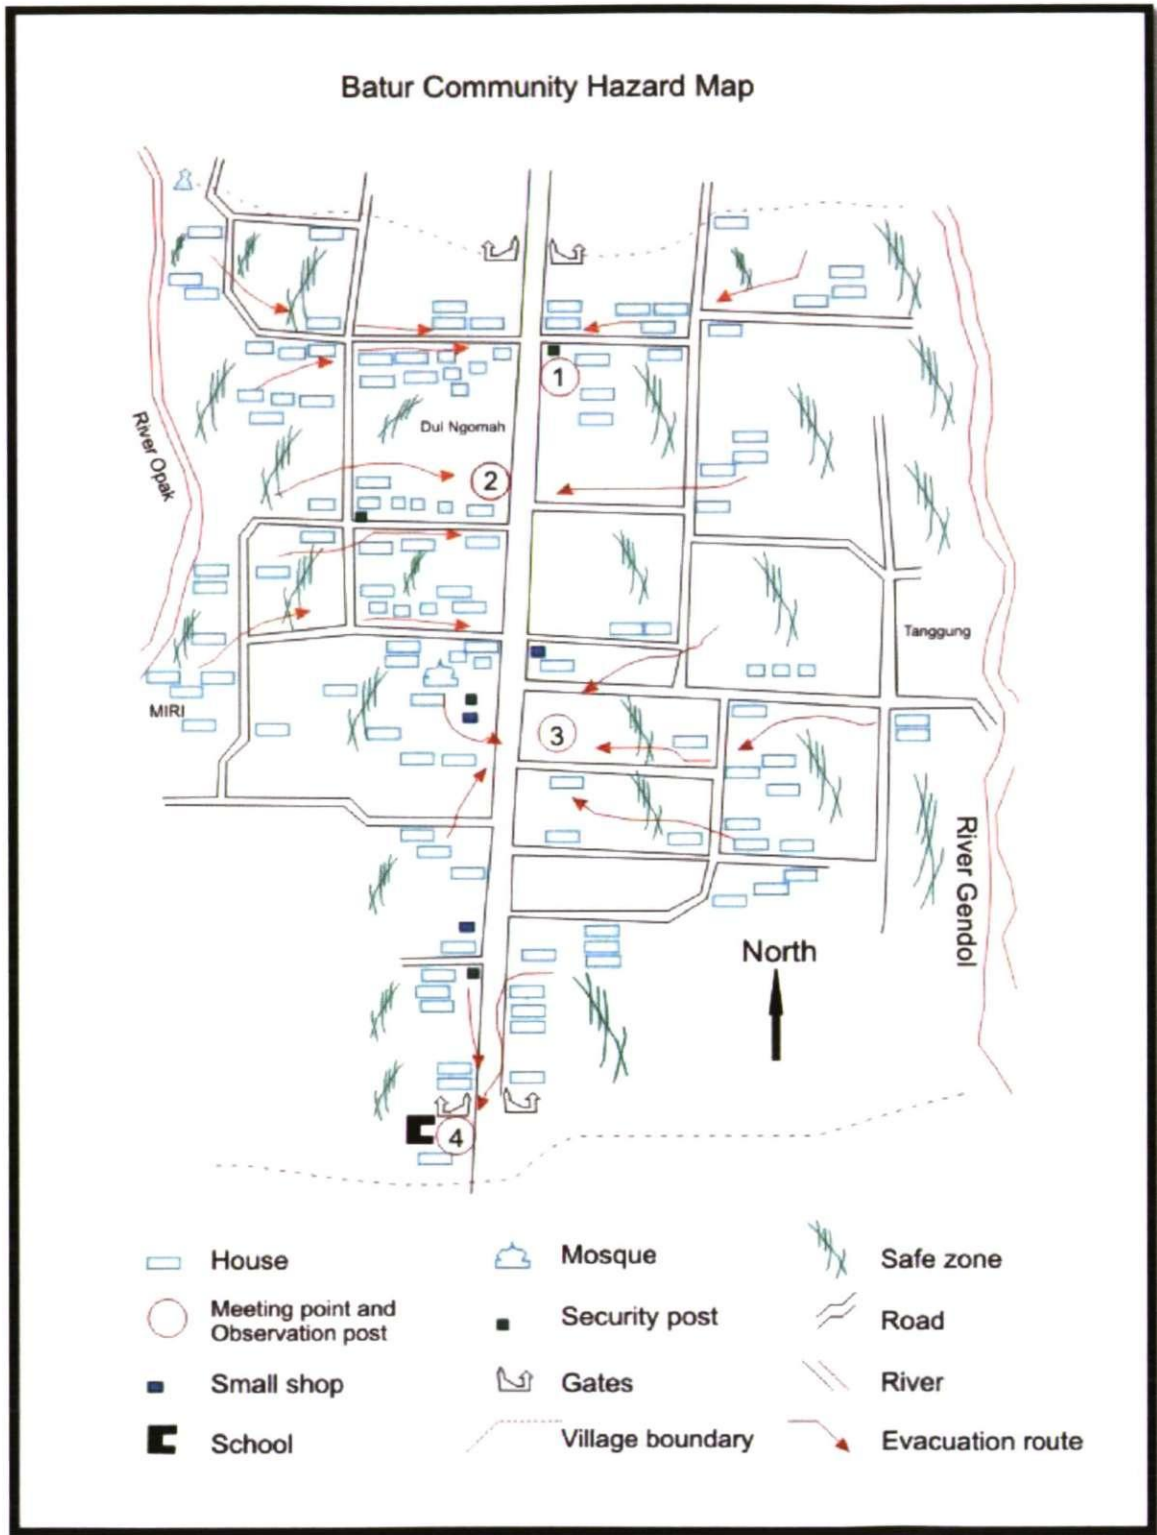 Batur Community Hazard Map
1
River Opak
Dul Ngomah
2
Tanggung
MIRI
3
River Gendol
North
4
House
Mosque
Safe zone
Meeting point and
Observation post
Security post
Road
Small shop
Gates
River
School
Village boundary
Evacuation route